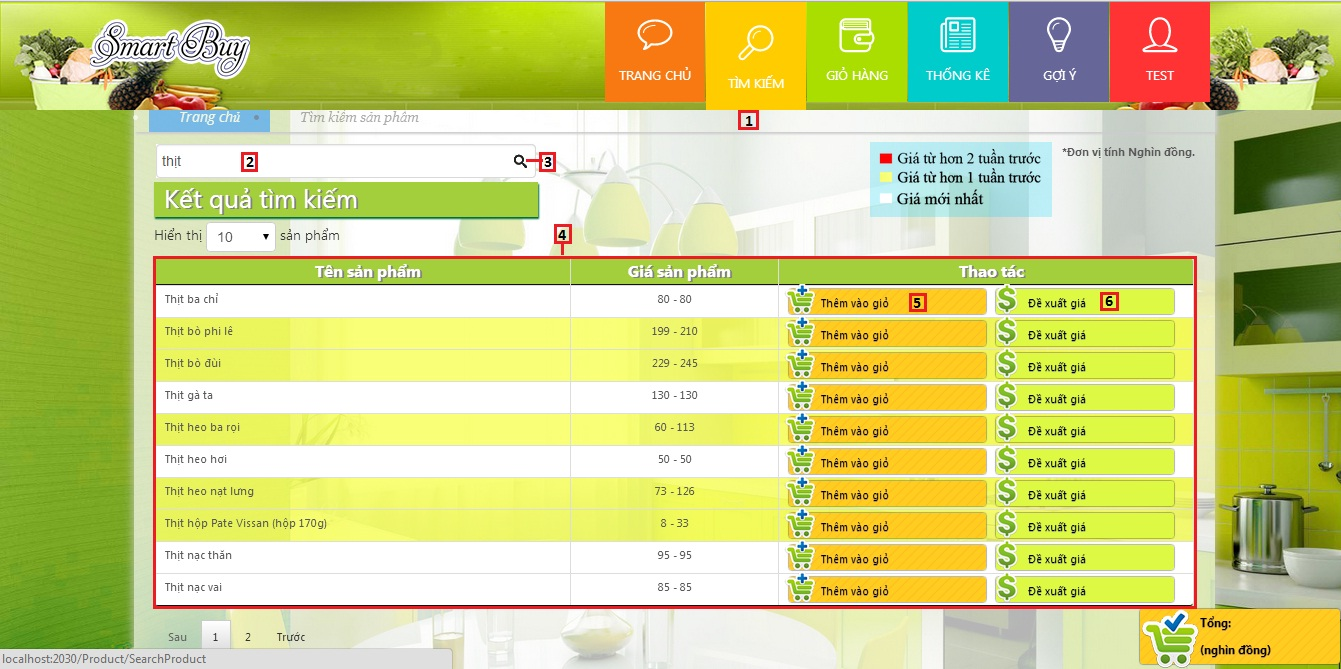 Smart Buy
TRANG CHỦ
TÌM KIẾM
GIỎ HÀNG
THỐNG KÊ
GỢI Ý
TEST
Trang chủ
Tìm kiếm sản phẩm
1
thịt
2
3
Giá từ hơn 2 tuần trước
Giá từ hơn 1 tuần trước
Giá mới nhất
*Đơn vị tính Nghìn đồng.
Kết quả tìm kiếm
Hiển thị 10 sản phẩm
4
Tên sản phẩm Giá sản phẩm Thao tác
Thịt ba chỉ 80 - 80 Thêm vào giỏ 5 Đề xuất giá 6
Thịt bò phi lê 199 - 210 Thêm vào giỏ Đề xuất giá
Thịt bò đùi 229 - 245 Thêm vào giỏ Đề xuất giá
Thịt gà ta 130 - 130 Thêm vào giỏ Đề xuất giá
Thịt heo ba rọi 60 - 113 Thêm vào giỏ Đề xuất giá
Thịt heo hơi 50 - 50 Thêm vào giỏ Đề xuất giá
Thịt heo nạt lưng 73 - 126 Thêm vào giỏ Đề xuất giá
Thịt hộp Pate Vissan (hộp 170g) 8 - 33 Thêm vào giỏ Đề xuất giá
Thịt nạc thăn 95 - 95 Thêm vào giỏ Đề xuất giá
Thịt nạc vai 85 - 85 Thêm vào giỏ Đề xuất giá
Sau 1 2 Trước
Tổng:
(nghìn đồng)
localhost:2030/Product/SearchProduct